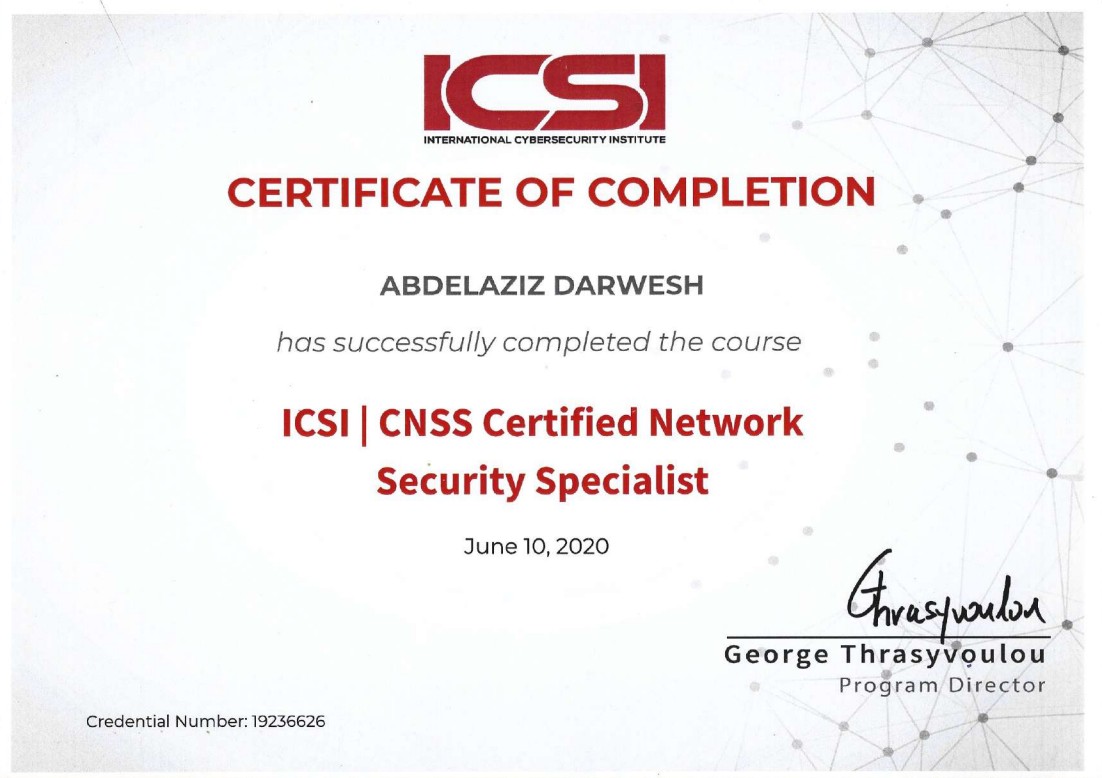 ICSI
INTERNATIONAL CYBERSECURITY INSTITUTE
CERTIFICATE OF COMPLETION
ABDELAZIZ DARWESH
has successfully completed the course
ICSI | CNSS Certified Network
Security Specialist
June 10, 2020
Thrasyvoulou
George Thrasyvoulou
Program Director
Credential Number: 19236626